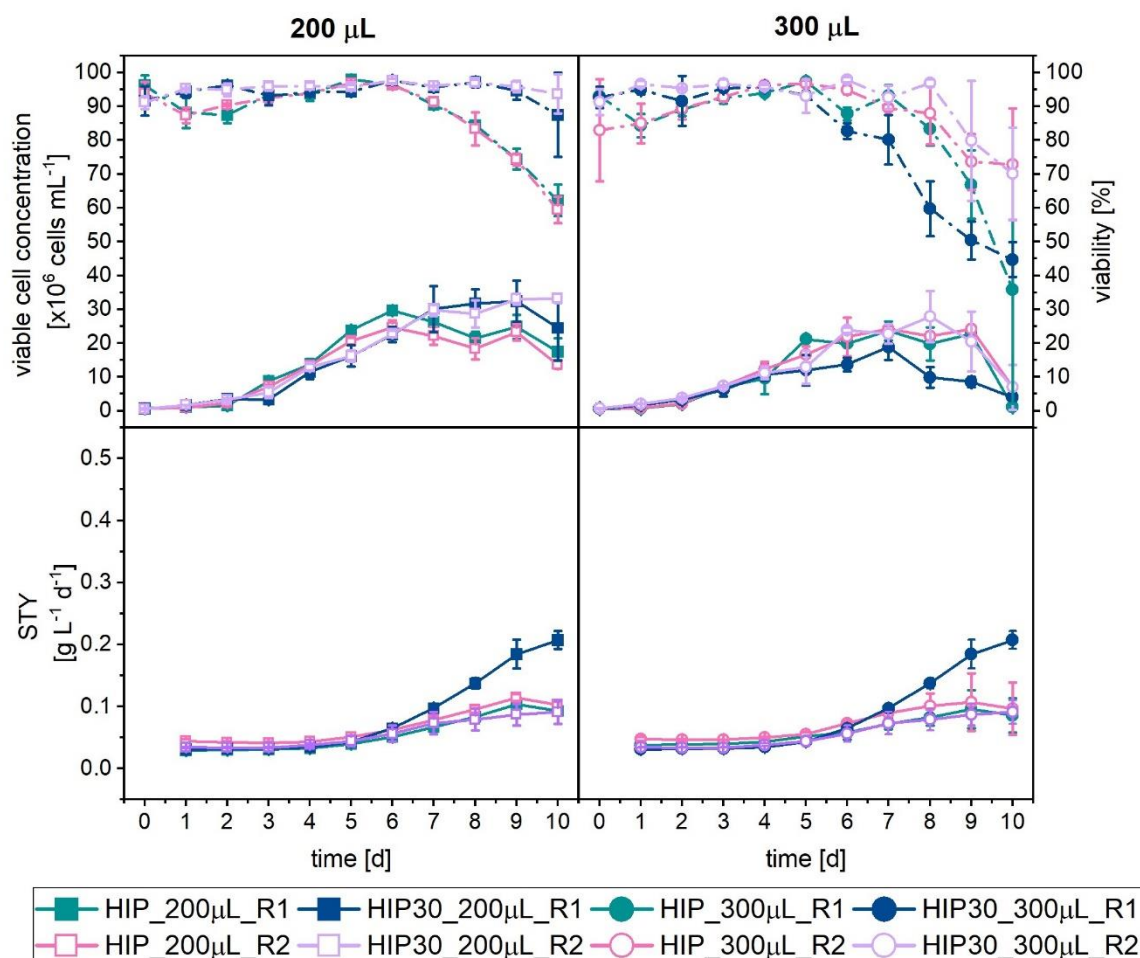 200 μL
300 μL
viable cell concentration
[x10⁶ cells mL⁻¹]
100
90
80
70
60
50
40
30
20
10
0
100
90
80
70
60
50
40
30
20
10
0
viability [%]
STY
[g L⁻¹ d⁻¹]
0.5
0.4
0.3
0.2
0.1
0.0
0 1 2 3 4 5 6 7 8 9 10
0 1 2 3 4 5 6 7 8 9 10
time [d]
time [d]
HIP_200μL_R1 HIP30_200μL_R1 HIP_300μL_R1 HIP30_300μL_R1
HIP_200μL_R2 HIP30_200μL_R2 HIP_300μL_R2 HIP30_300μL_R2